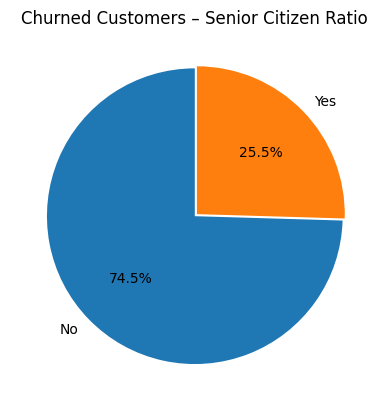 Churned Customers – Senior Citizen Ratio
Yes
25.5%
74.5%
No